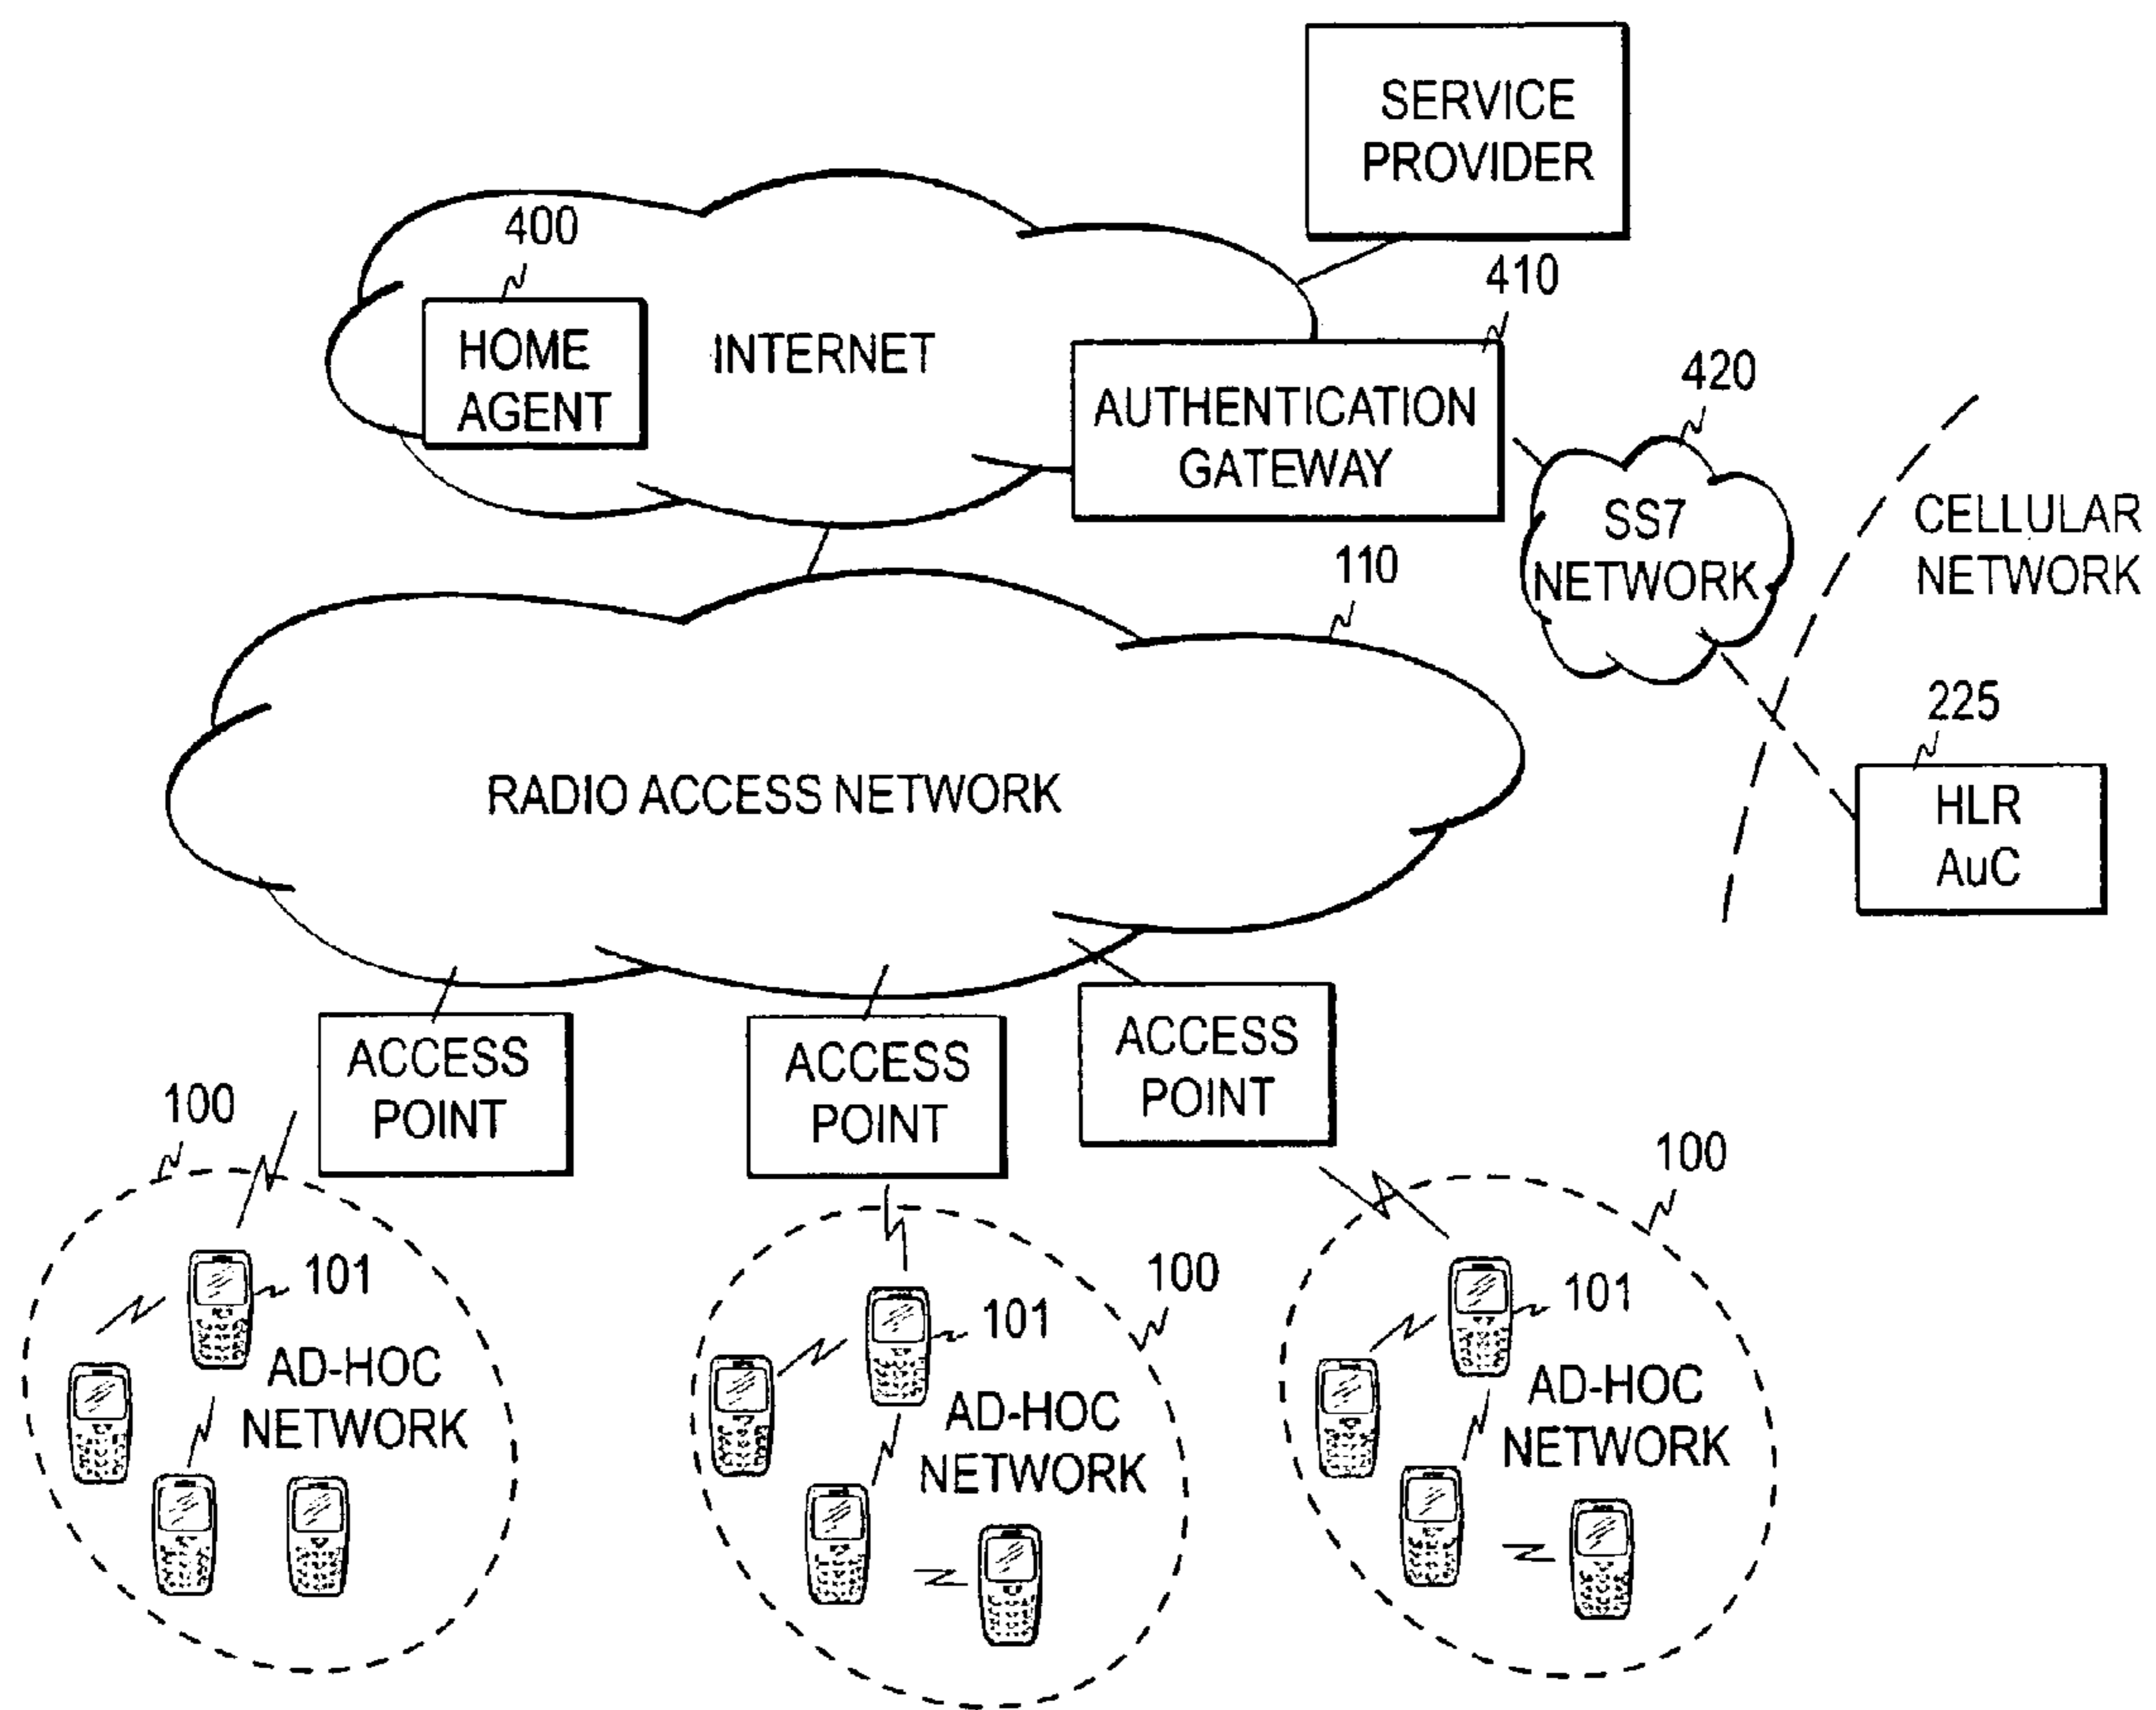 SERVICE
PROVIDER
400
410
HOME
AGENT
INTERNET
420
AUTHENTICATION
GATEWAY
SS7
NETWORK
CELLULAR
NETWORK
110
225
RADIO ACCESS NETWORK
HLR
AuC
ACCESS
POINT
ACCESS
POINT
ACCESS
POINT
100
100
100
101
AD-HOC
NETWORK
101
AD-HOC
NETWORK
101
AD-HOC
NETWORK